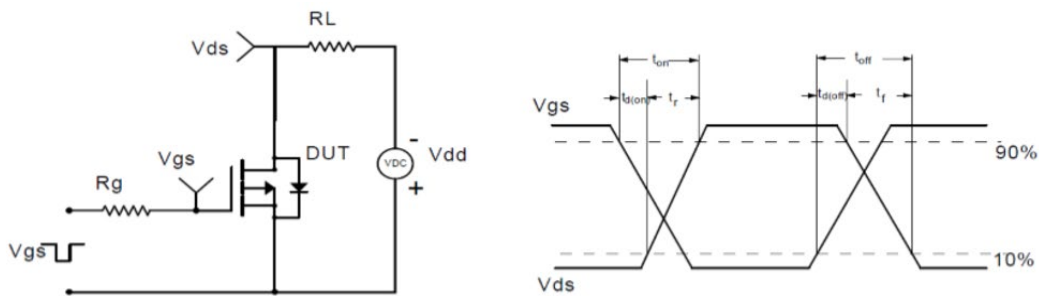 RL
Vds
Vgs
DUT
VDC
-
Vdd
+
Rg
Vgs
ton
toff
td(on)
tr
td(off)
tf
Vgs
90%
10%
Vds